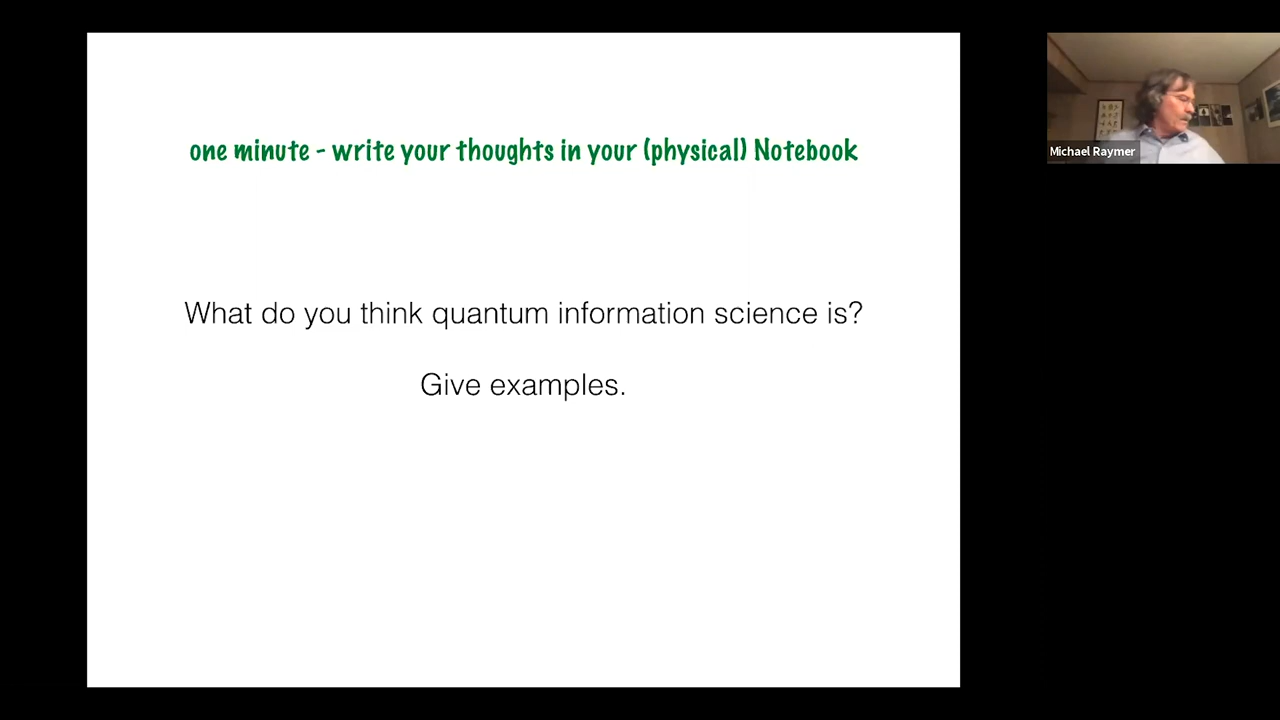 one minute - write your thoughts in your (physical) Notebook
Michael Raymer
What do you think quantum information science is?
Give examples.